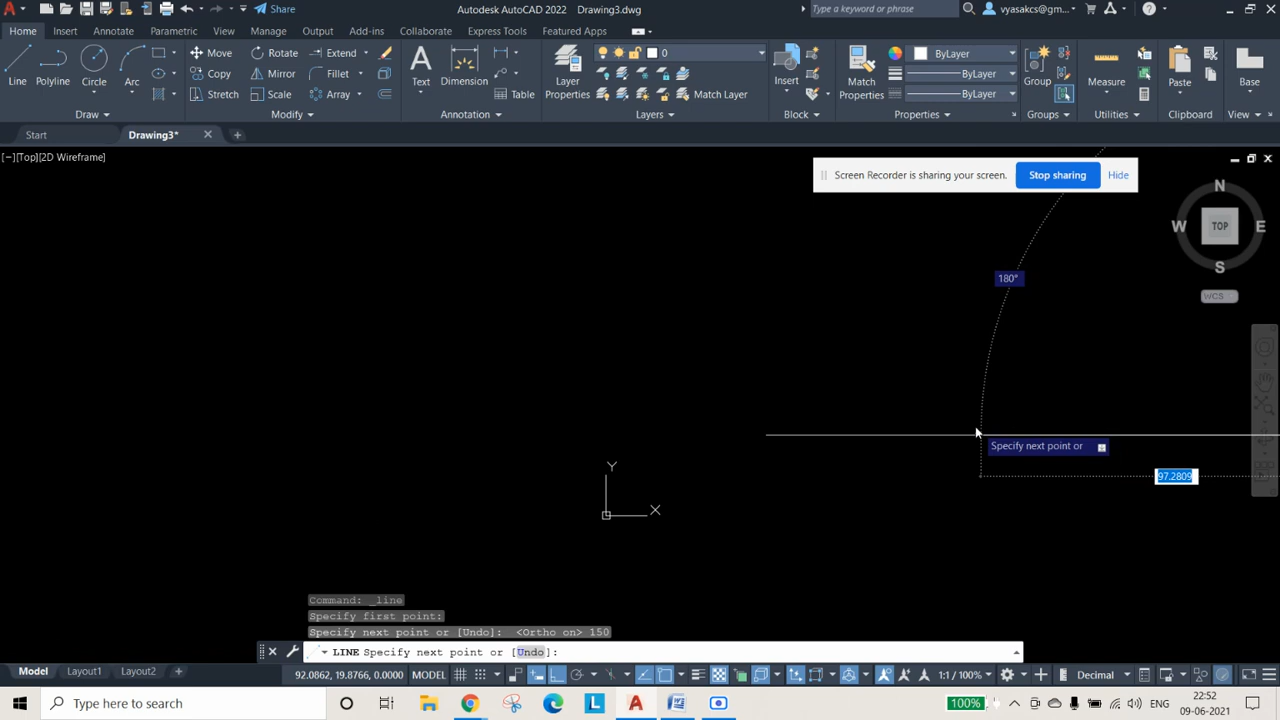 Share
Autodesk AutoCAD 2022 Drawing3.dwg
Type a keyword or phrase
vyasakcs@gm...
Home Insert Annotate Parametric View Manage Output Add-ins Collaborate Express Tools Featured Apps
Move Rotate Extend
0
ByLayer
Line Polyline Circle Arc
Copy Mirror Fillet
Text Dimension
Layer Properties
Insert
Match Properties
ByLayer
Group Measure Paste Base
Stretch Scale Array
Table
Match Layer
ByLayer
Draw Modify Annotation Layers Block Properties Groups Utilities Clipboard View
Start Drawing3*
[−][Top][2D Wireframe]
Screen Recorder is sharing your screen. Stop sharing Hide
N
W TOP E
S
WCS
180°
Specify next point or
97.2809
Y
X
Command: _line
Specify first point:
Specify next point or [Undo]: <Ortho on> 150
LINE Specify next point or [Undo]:
Model Layout1 Layout2 +
92.0862, 19.8766, 0.0000 MODEL
1:1 / 100%
Decimal
Type here to search
100%
22:52
09-06-2021